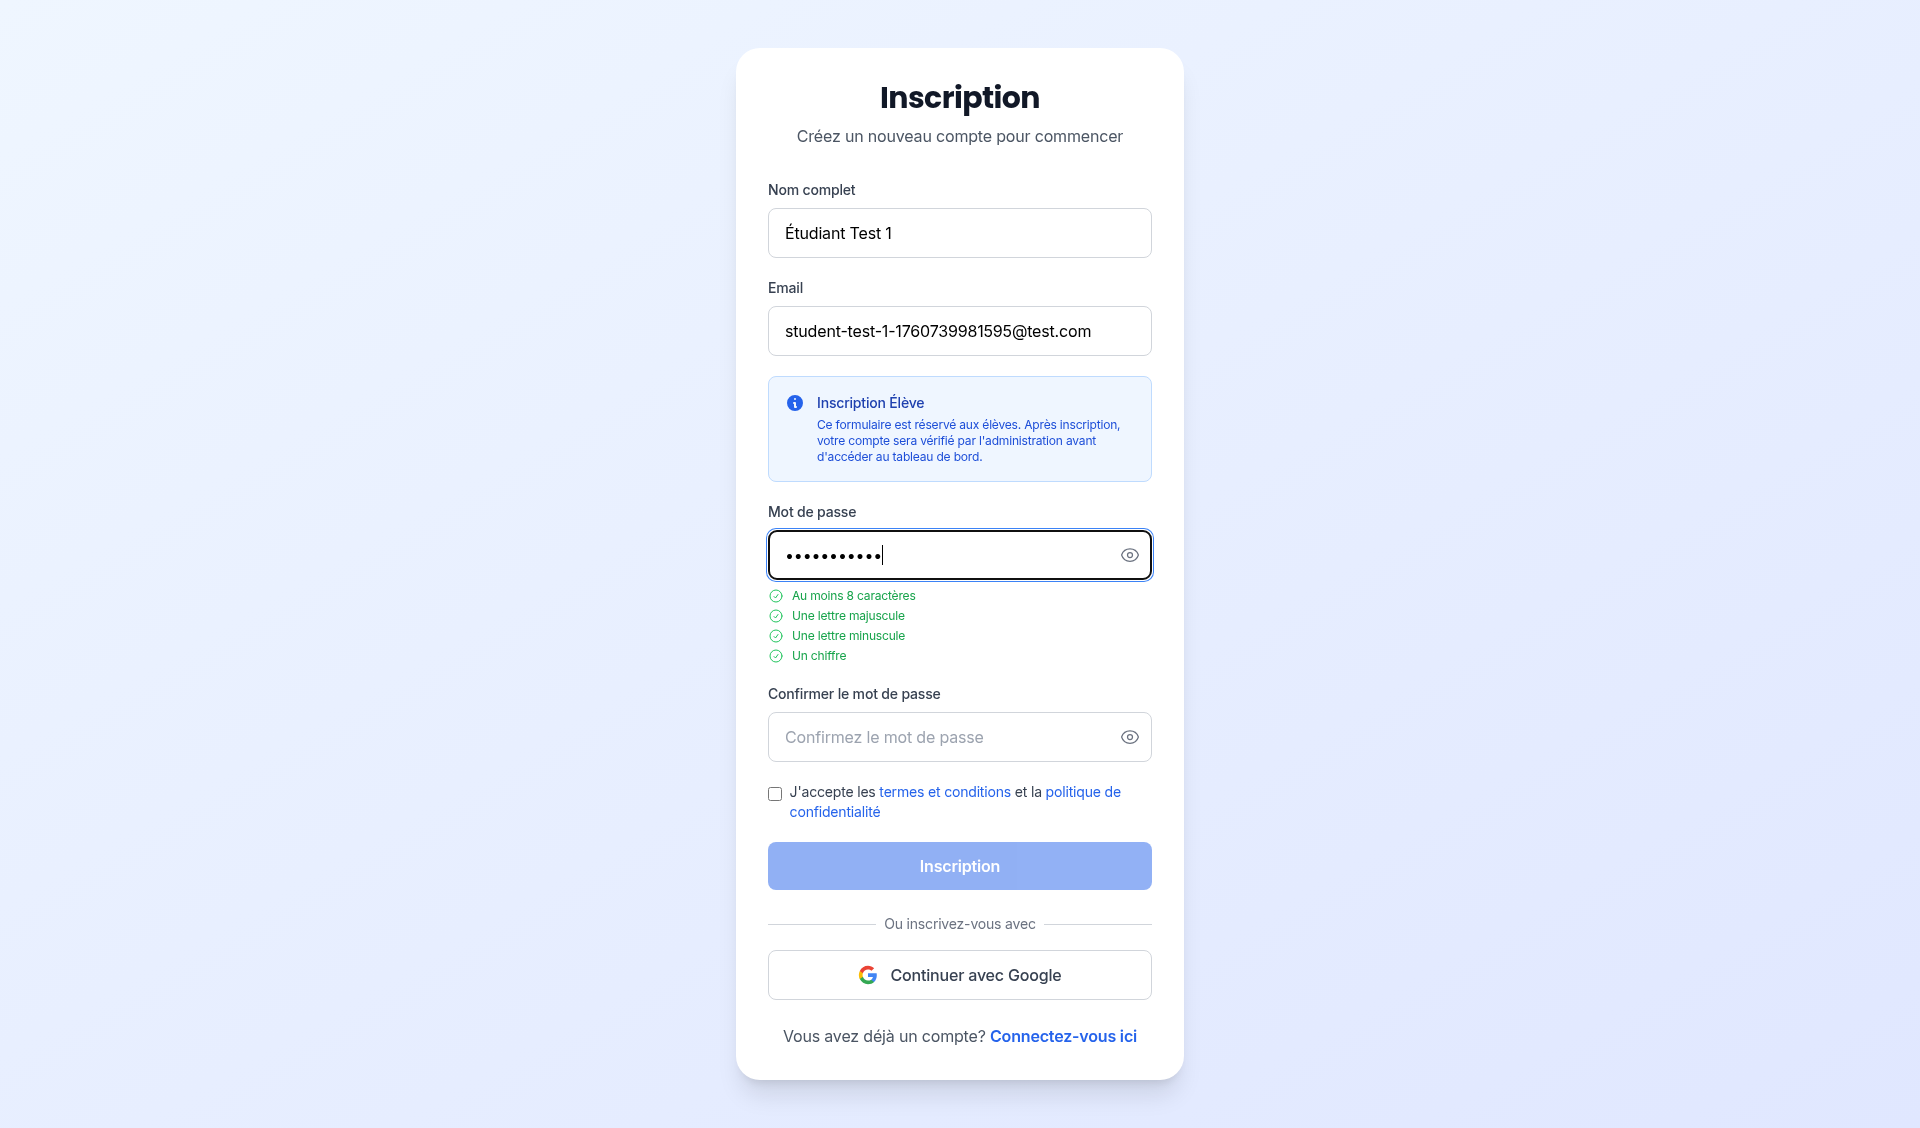 Inscription
Créez un nouveau compte pour commencer
Nom complet
Étudiant Test 1
Email
student-test-1-1760739981595@test.com
Inscription Élève
Ce formulaire est réservé aux élèves. Après inscription,
votre compte sera vérifié par l'administration avant
d'accéder au tableau de bord.
Mot de passe
•••••••••••
Au moins 8 caractères
Une lettre majuscule
Une lettre minuscule
Un chiffre
Confirmer le mot de passe
Confirmez le mot de passe
J'accepte les termes et conditions et la politique de
confidentialité
Inscription
Ou inscrivez-vous avec
Continuer avec Google
Vous avez déjà un compte? Connectez-vous ici